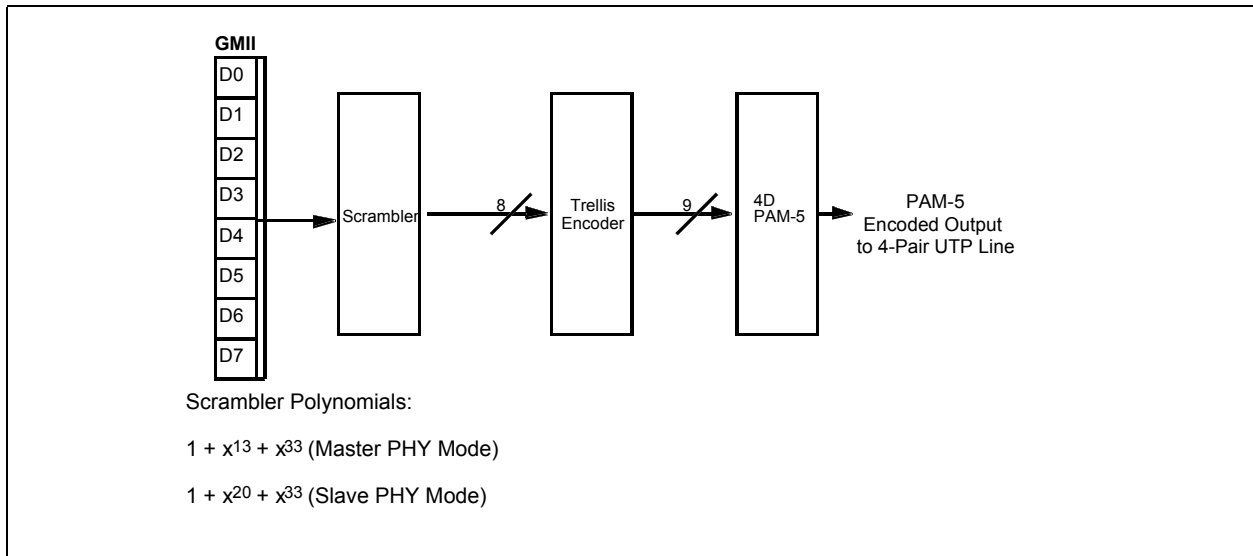 GMII
D0
D1
D2
D3
D4
D5
D6
D7
Scrambler
8
Trellis
Encoder
9
4D
PAM-5
PAM-5
Encoded Output
to 4-Pair UTP Line
Scrambler Polynomials:
1 + x13 + x33 (Master PHY Mode)
1 + x20 + x33 (Slave PHY Mode)